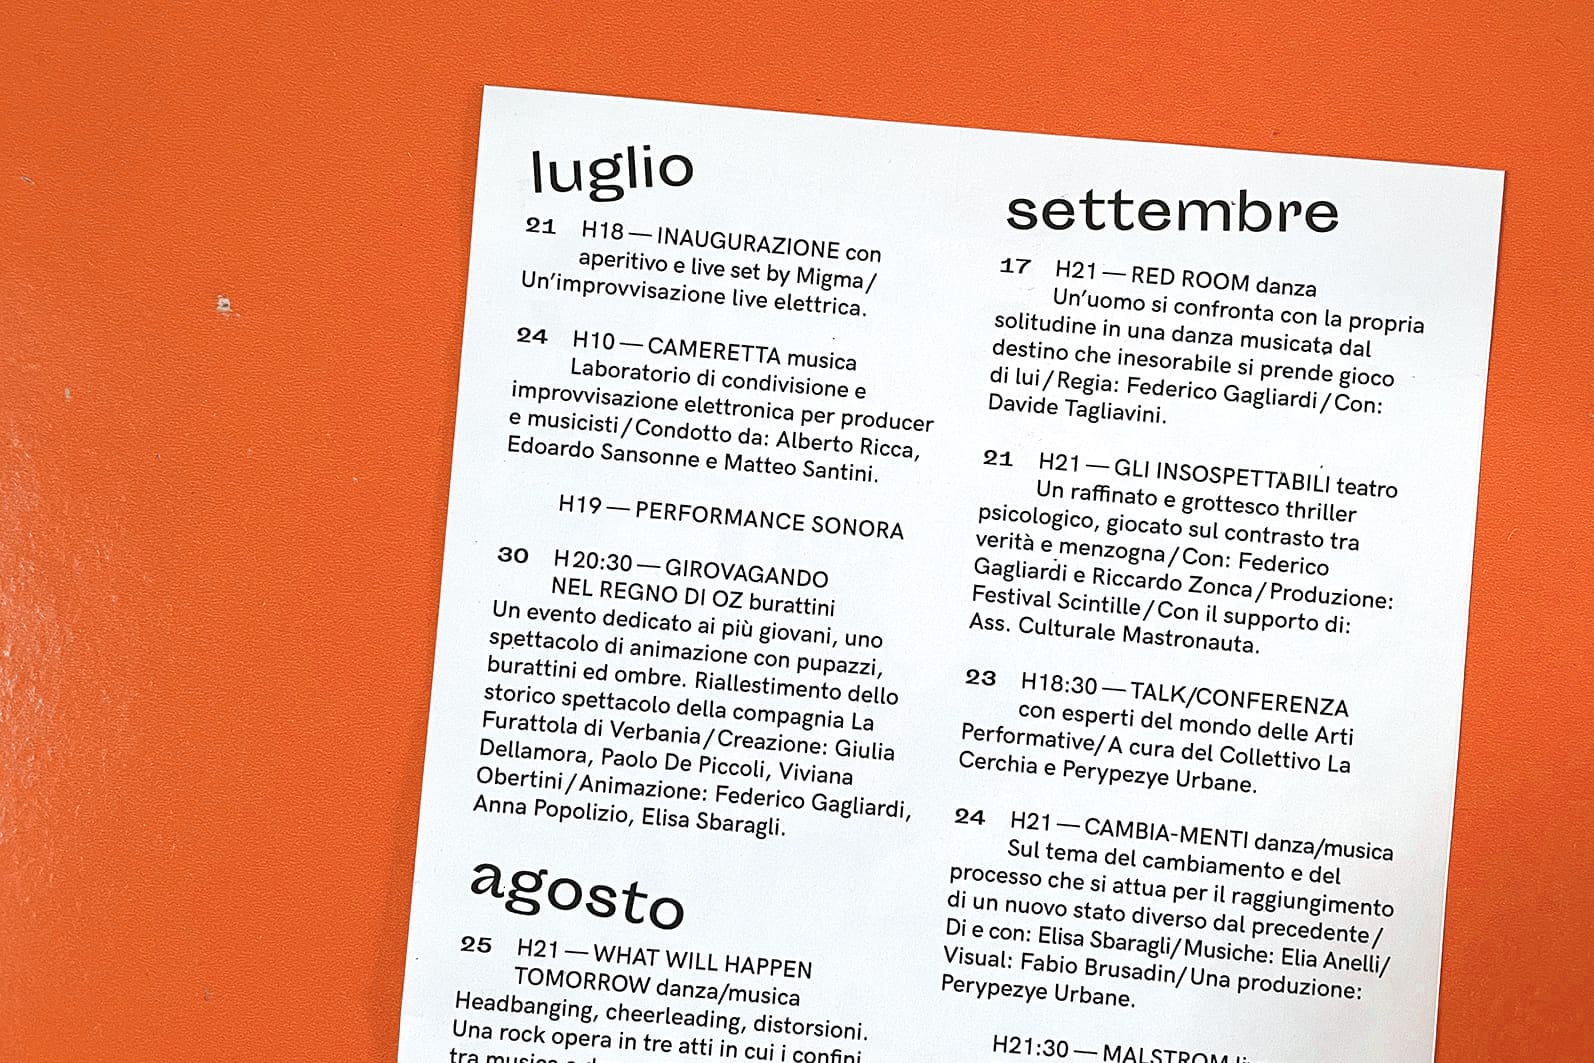 luglio
21 H18 — INAUGURAZIONE con
aperitivo e live set by Migma/
Un'improvvisazione live elettrica.
24 H10 — CAMERETTA musica
Laboratorio di condivisione e
improvvisazione elettronica per producer
e musicisti/Condotto da: Alberto Ricca,
Edoardo Sansonne e Matteo Santini.
H19 — PERFORMANCE SONORA
30 H20:30 — GIROVAGANDO
NEL REGNO DI OZ burattini
Un evento dedicato ai più giovani, uno
spettacolo di animazione con pupazzi,
burattini ed ombre. Riallestimento dello
storico spettacolo della compagnia La
Furattola di Verbania/Creazione: Giulia
Dellamora, Paolo De Piccoli, Viviana
Obertini/Animazione: Federico Gagliardi,
Anna Popolizio, Elisa Sbaragli.
agosto
25 H21 — WHAT WILL HAPPEN
TOMORROW danza/musica
Headbanging, cheerleading, distorsioni.
Una rock opera in tre atti in cui i confini
tra musica
settembre
17 H21 — RED ROOM danza
Un'uomo si confronta con la propria
solitudine in una danza musicata dal
destino che inesorabile si prende gioco
di lui/Regia: Federico Gagliardi/Con:
Davide Tagliavini.
21 H21 — GLI INSOSPETTABILI teatro
Un raffinato e grottesco thriller
psicologico, giocato sul contrasto tra
verità e menzogna/Con: Federico
Gagliardi e Riccardo Zonca/Produzione:
Festival Scintille/Con il supporto di:
Ass. Culturale Mastronauta.
23 H18:30 — TALK/CONFERENZA
con esperti del mondo delle Arti
Performative/A cura del Collettivo La
Cerchia e Perypezye Urbane.
24 H21 — CAMBIA-MENTI danza/musica
Sul tema del cambiamento e del
processo che si attua per il raggiungimento
di un nuovo stato diverso dal precedente/
Di e con: Elisa Sbaragli/Musiche: Elia Anelli/
Visual: Fabio Brusadin/Una produzione:
Perypezye Urbane.
H21:30 — MALSTROM